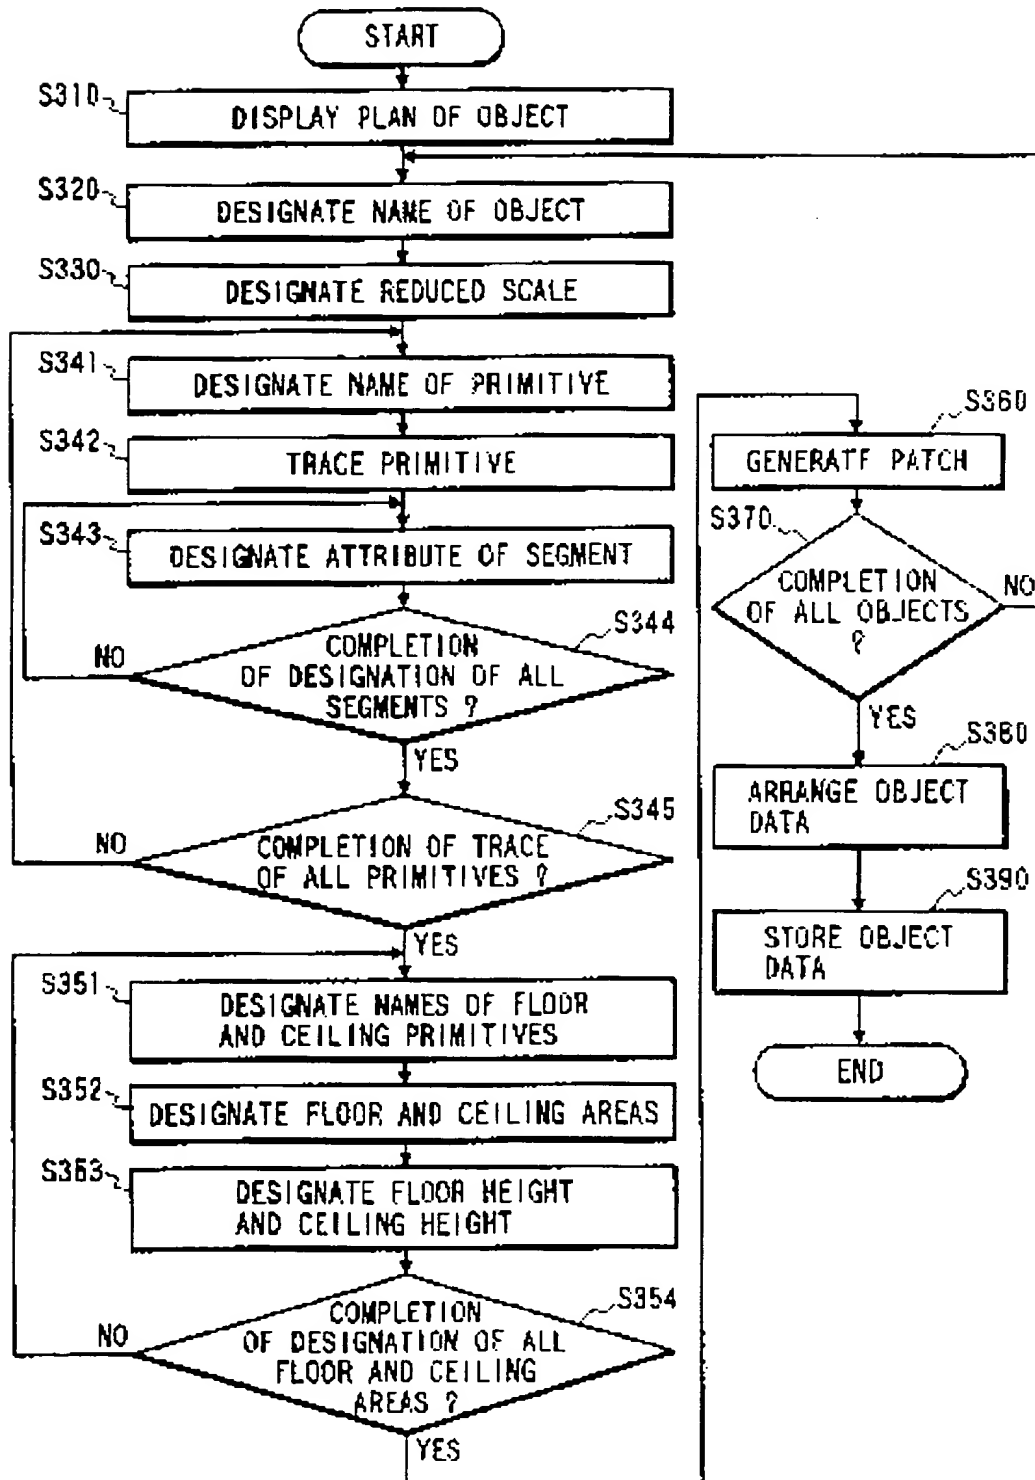 START
S310
DISPLAY PLAN OF OBJECT
S320
DESIGNATE NAME OF OBJECT
S330
DESIGNATE REDUCED SCALE
S341
DESIGNATE NAME OF PRIMITIVE
S342
TRACE PRIMITIVE
S343
DESIGNATE ATTRIBUTE OF SEGMENT
S344
COMPLETION
OF DESIGNATION OF ALL
SEGMENTS ?
NO
YES
S345
COMPLETION OF TRACE
OF ALL PRIMITIVES ?
NO
YES
S351
DESIGNATE NAMES OF FLOOR
AND CEILING PRIMITIVES
S352
DESIGNATE FLOOR AND CEILING AREAS
S353
DESIGNATE FLOOR HEIGHT
AND CEILING HEIGHT
S354
COMPLETION
OF DESIGNATION OF ALL
FLOOR AND CEILING
AREAS ?
NO
YES
S360
GENERATE PATCH
S370
COMPLETION
OF ALL OBJECTS
?
NO
YES
S380
ARRANGE OBJECT
DATA
S390
STORE OBJECT
DATA
END